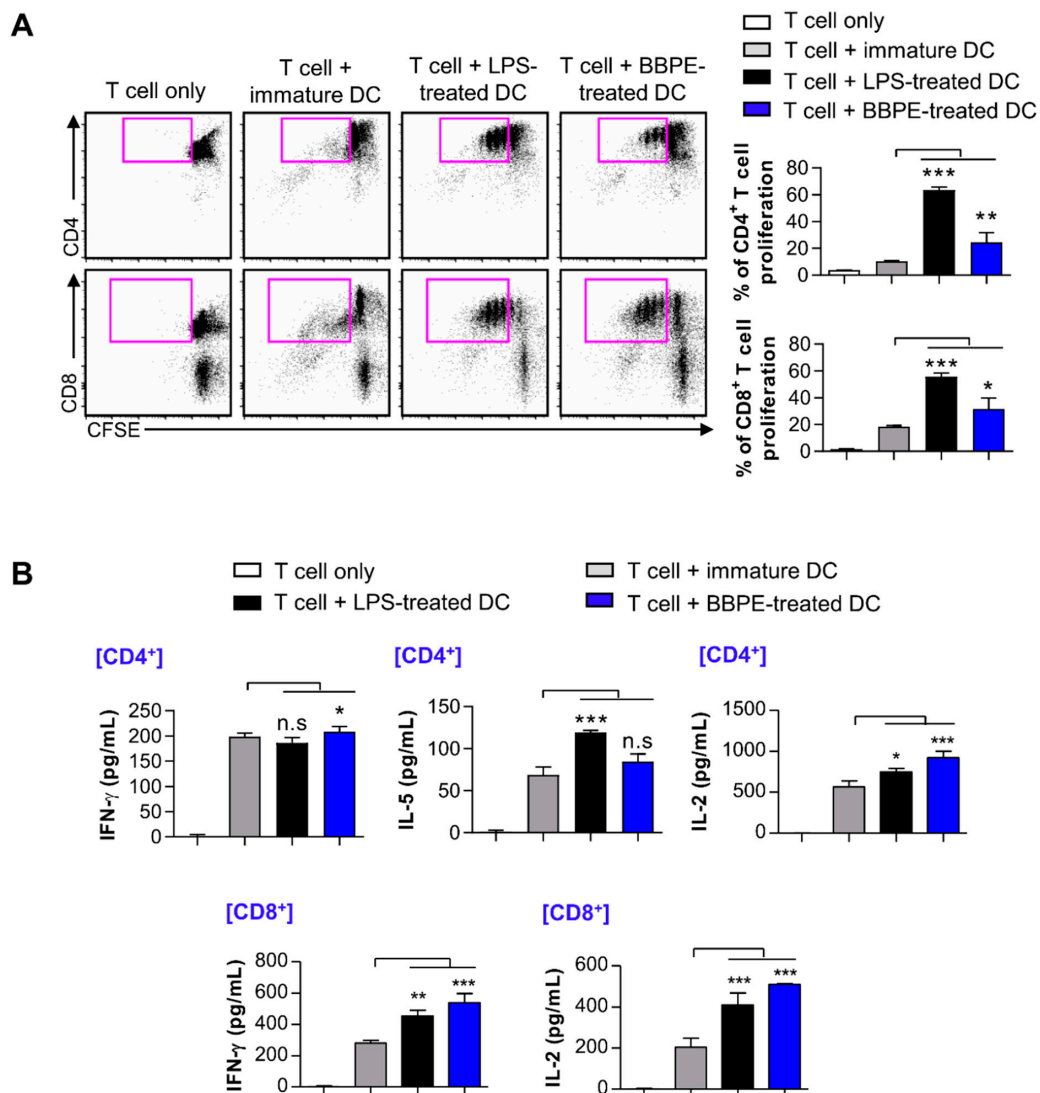 A
T cell only
T cell + immature DC
T cell + LPS-treated DC
T cell + BBPE-treated DC
T cell only
T cell +
immature DC
T cell + LPS-
treated DC
T cell + BBPE-
treated DC
CD4
CD8
CFSE
% of CD4+ T cell
proliferation
80
60
40
20
0
***
**
% of CD8+ T cell
proliferation
80
60
40
20
0
***
*
B
T cell only
T cell + immature DC
T cell + LPS-treated DC
T cell + BBPE-treated DC
[CD4+]
IFN-γ (pg/mL)
250
200
150
100
50
0
n.s
*
[CD4+]
IL-5 (pg/mL)
150
100
50
0
***
n.s
[CD4+]
IL-2 (pg/mL)
1500
1000
500
0
*
***
[CD8+]
IFN-γ (pg/mL)
800
600
400
200
0
**
***
[CD8+]
IL-2 (pg/mL)
600
400
200
0
***
***